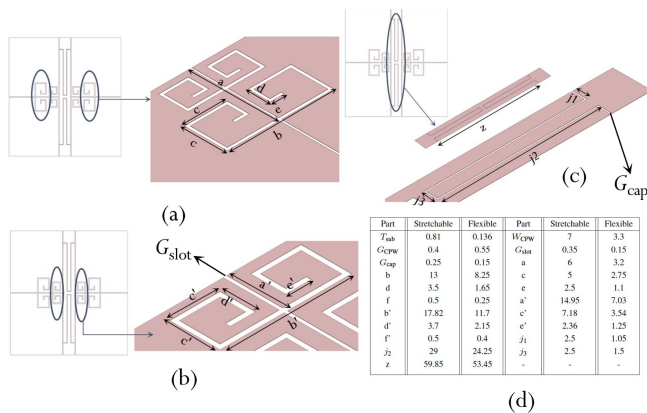 a
d
e
c
c
b
(a)
z
j1
j2
j3
G_cap
(c)
G_slot
a'
e'
c'
d'
b'
c'
(b)
Part Stretchable Flexible Part Stretchable Flexible
T_sub 0.81 0.136 W_CPW 7 3.3
G_CPW 0.4 0.55 G_slot 0.35 0.15
G_cap 0.25 0.15 a 6 3.2
b 13 8.25 c 5 2.75
d 3.5 1.65 e 2.5 1.1
f 0.5 0.25 a' 14.95 7.03
b' 17.82 11.7 c' 7.18 3.54
d' 3.7 2.15 e' 2.36 1.25
f' 0.5 0.4 j_1 2.5 1.05
j_2 29 24.25 j_3 2.5 1.5
z 59.85 53.45 - - -
(d)